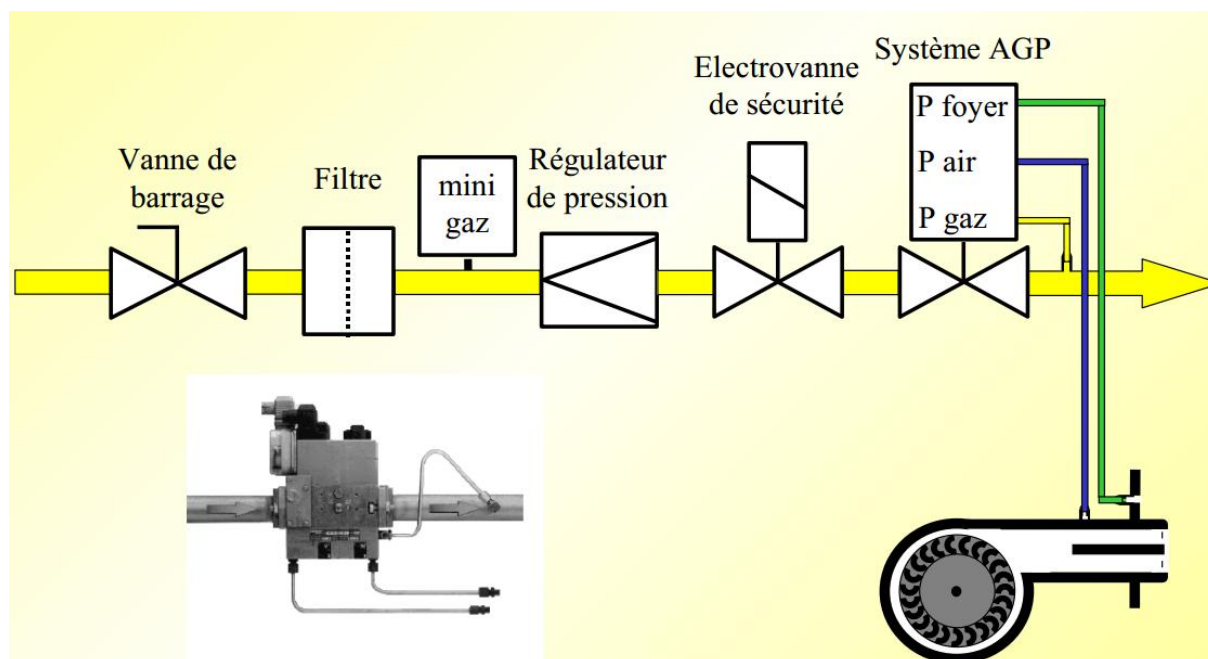 Système AGP
Electrovanne
de sécurité
Vanne de
barrage
Filtre
mini
gaz
Régulateur
de pression
P foyer
P air
P gaz